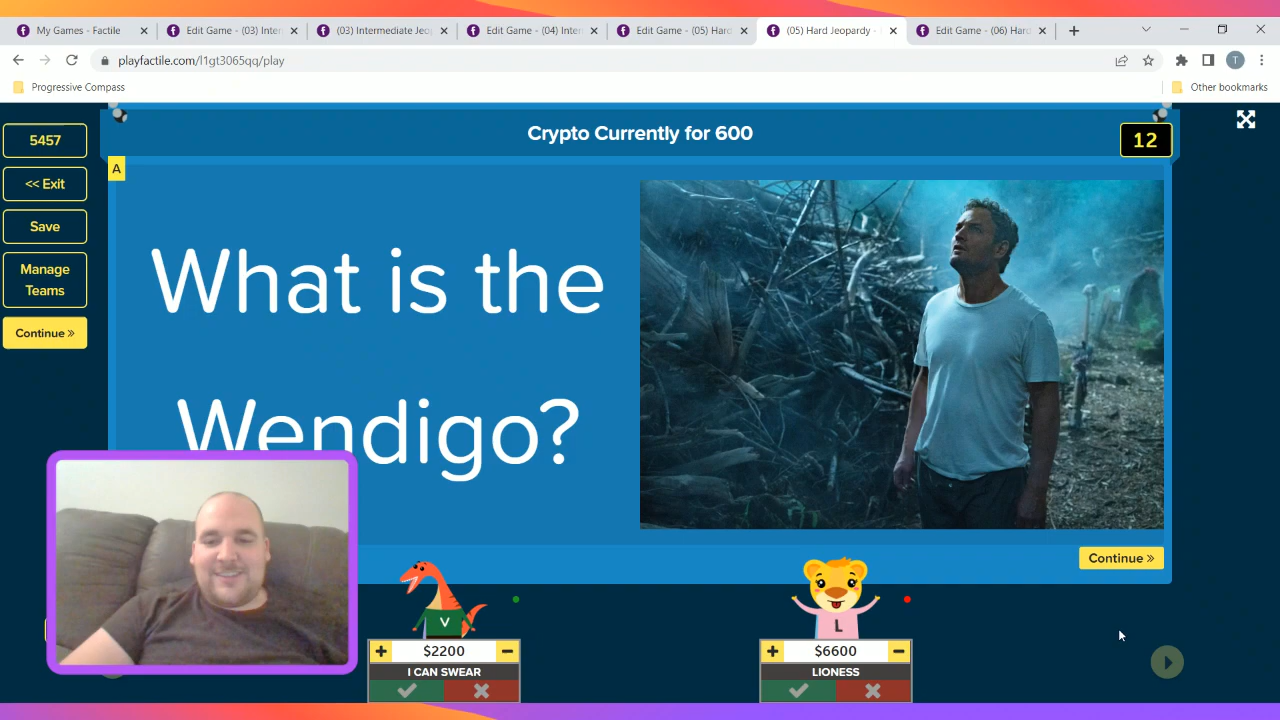 My Games - Factile
Edit Game - (03) Inter
(03) Intermediate Jeop
Edit Game - (04) Inter
Edit Game - (05) Hard
(05) Hard Jeopardy -
Edit Game - (06) Hard
playfactile.com/l1gt3065qq/play
T
Progressive Compass
Other bookmarks
5457
Crypto Currently for 600
12
A
<< Exit
Save
Manage
Teams
Continue »
What is the
Wendigo?
Continue »
V
L
+ $2200 −
+ $6600 −
I CAN SWEAR
LIONESS